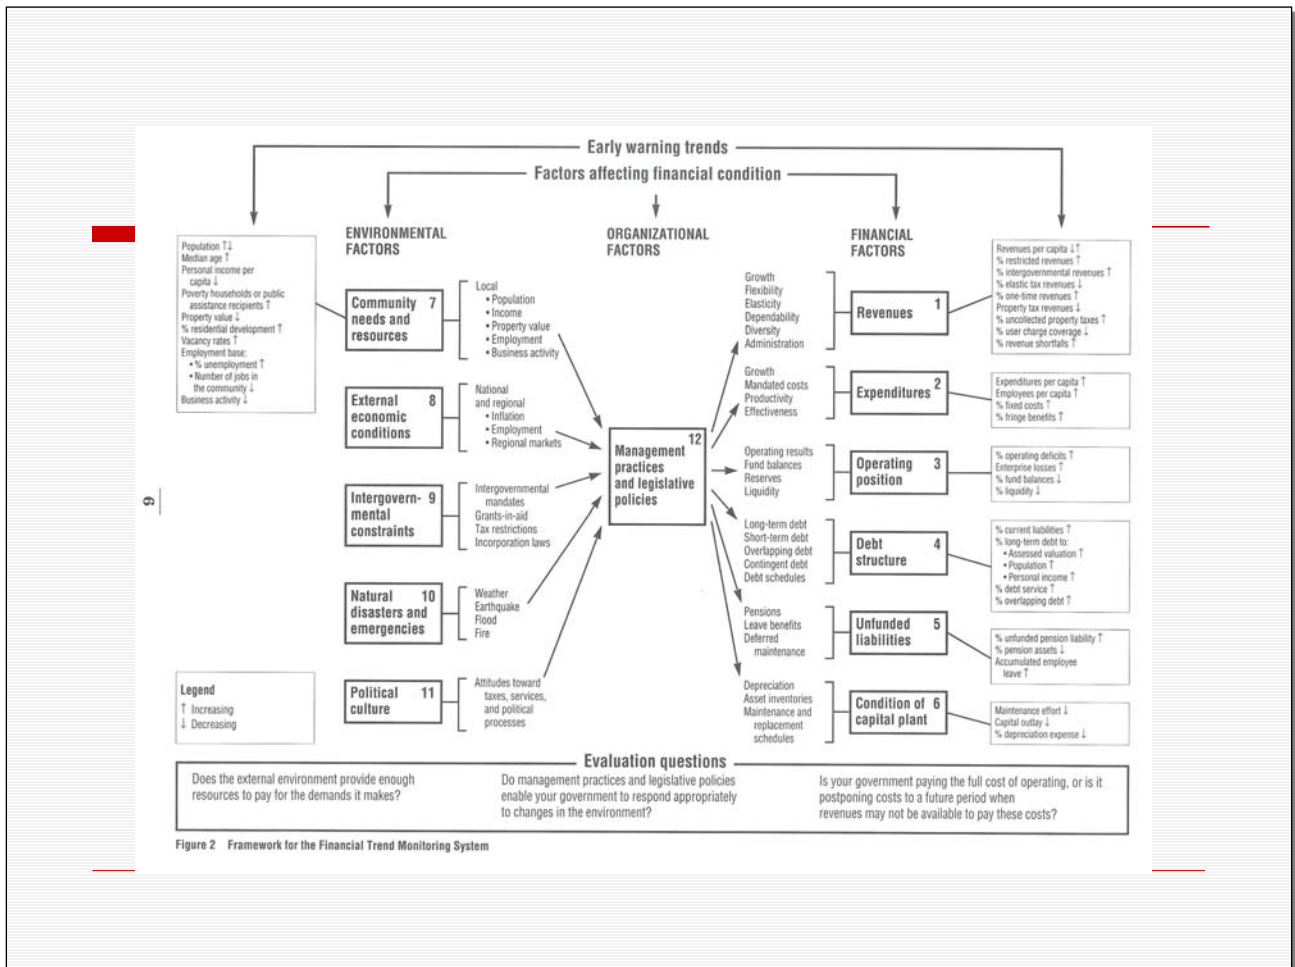 Early warning trends
Factors affecting financial condition
ENVIRONMENTAL
FACTORS
ORGANIZATIONAL
FACTORS
FINANCIAL
FACTORS
Population ↑↓
Median age ↑
Personal income per
capita ↓
Poverty households or public
assistance recipients ↑
Property value ↓
% residential development ↑
Vacancy rates ↑
Employment base:
• % unemployment ↑
• Number of jobs in
the community ↓
Business activity ↓
Community 7
needs and
resources
Local
• Population
• Income
• Property value
• Employment
• Business activity
External 8
economic
conditions
National
and regional
• Inflation
• Employment
• Regional markets
Intergovern- 9
mental
constraints
Intergovernmental
mandates
Grants-in-aid
Tax restrictions
Incorporation laws
Natural 10
disasters and
emergencies
Weather
Earthquake
Flood
Fire
Political 11
culture
Attitudes toward
taxes, services,
and political
processes
12
Management
practices
and legislative
policies
Growth
Flexibility
Elasticity
Dependability
Diversity
Administration
Revenues 1
Revenues per capita ↓↑
% restricted revenues ↑
% intergovernmental revenues ↑
% elastic tax revenues ↓
% one-time revenues ↑
Property tax revenues ↓
% uncollected property taxes ↑
% user charge coverage ↓
% revenue shortfalls ↑
Growth
Mandated costs
Productivity
Effectiveness
Expenditures 2
Expenditures per capita ↑
Employees per capita ↑
% fixed costs ↑
% fringe benefits ↑
Operating results
Fund balances
Reserves
Liquidity
Operating 3
position
% operating deficits ↑
Enterprise losses ↑
% fund balances ↓
% liquidity ↓
Long-term debt
Short-term debt
Overlapping debt
Contingent debt
Debt schedules
Debt 4
structure
% current liabilities ↑
% long-term debt to:
• Assessed valuation ↑
• Population ↑
• Personal income ↑
% debt service ↑
% overlapping debt ↑
Pensions
Leave benefits
Deferred
maintenance
Unfunded 5
liabilities
% unfunded pension liability ↑
% pension assets ↓
Accumulated employee
leave ↑
Depreciation
Asset inventories
Maintenance and
replacement
schedules
Condition of 6
capital plant
Maintenance effort ↓
Capital outlay ↓
% depreciation expense ↓
Legend
↑ Increasing
↓ Decreasing
Evaluation questions
Does the external environment provide enough
resources to pay for the demands it makes?
Do management practices and legislative policies
enable your government to respond appropriately
to changes in the environment?
Is your government paying the full cost of operating, or is it
postponing costs to a future period when
revenues may not be available to pay these costs?
Figure 2 Framework for the Financial Trend Monitoring System